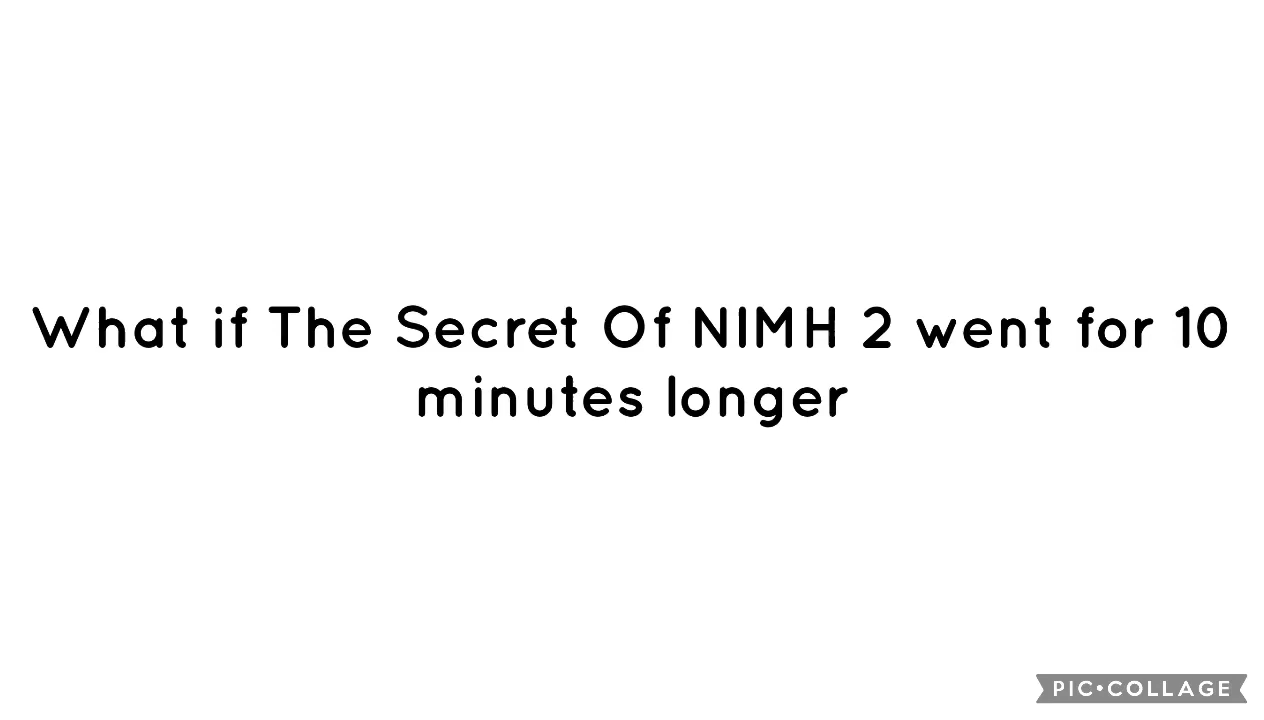 What if The Secret Of NIMH 2 went for 10
minutes longer
PIC•COLLAGE